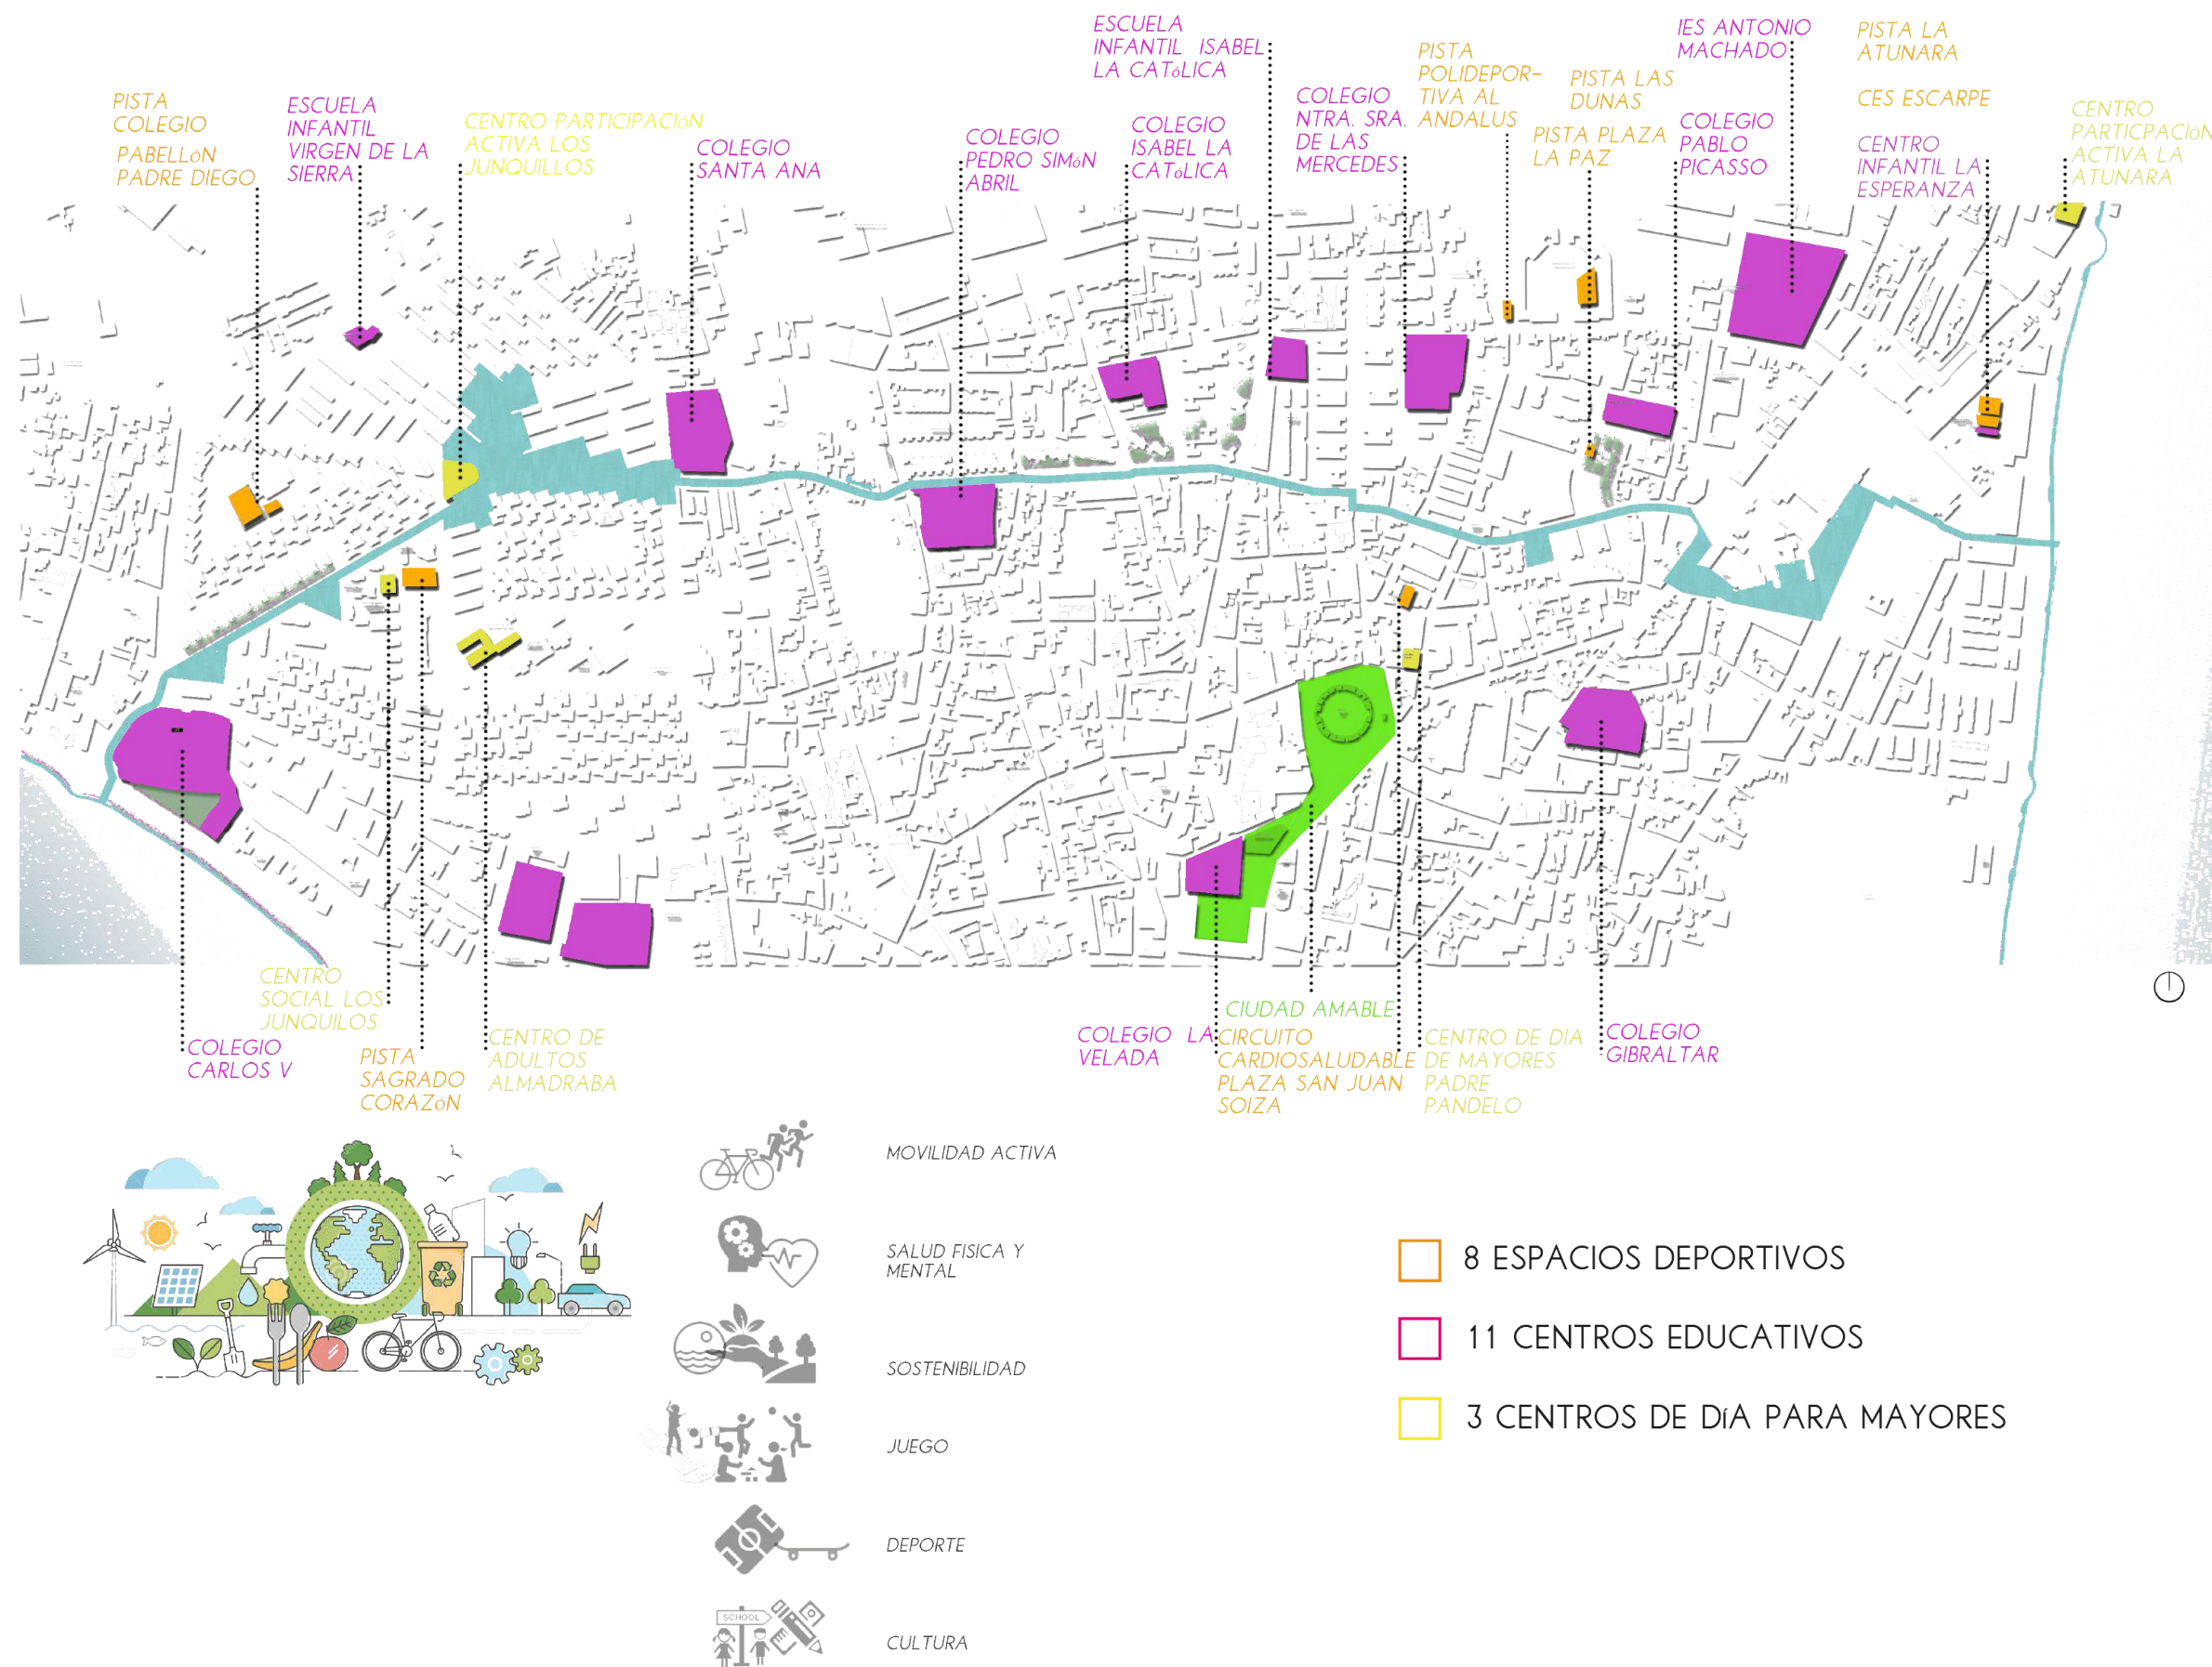 PISTA
COLEGIO
PABELLÓN
PADRE DIEGO
ESCUELA
INFANTIL
VIRGEN DE LA
SIERRA
CENTRO PARTICIPACIÓN
ACTIVA LOS
JUNQUILLOS
COLEGIO
SANTA ANA
COLEGIO
PEDRO SIMÓN
ABRIL
ESCUELA
INFANTIL ISABEL
LA CATÓLICA
COLEGIO
ISABEL LA
CATÓLICA
COLEGIO
NTRA. SRA.
DE LAS
MERCEDES
PISTA
POLIDEPOR-
TIVA AL
ANDALUS
PISTA LAS
DUNAS
PISTA PLAZA
LA PAZ
IES ANTONIO
MACHADO
COLEGIO
PABLO
PICASSO
PISTA LA
ATUNARA
CES ESCARPE
CENTRO
INFANTIL LA
ESPERANZA
CENTRO
PARTICPACIÓN
ACTIVA LA
ATUNARA
CENTRO
SOCIAL LOS
JUNQUILOS
COLEGIO
CARLOS V
PISTA
SAGRADO
CORAZÓN
CENTRO DE
ADULTOS
ALMADRABA
COLEGIO LA
VELADA
CIUDAD AMABLE
CIRCUITO
CARDIOSALUDABLE
PLAZA SAN JUAN
SOIZA
CENTRO DE DIA
DE MAYORES
PADRE
PANDELO
COLEGIO
GIBRALTAR
MOVILIDAD ACTIVA
SALUD FISICA Y
MENTAL
SOSTENIBILIDAD
JUEGO
DEPORTE
SCHOOL
CULTURA
8 ESPACIOS DEPORTIVOS
11 CENTROS EDUCATIVOS
3 CENTROS DE DÍA PARA MAYORES